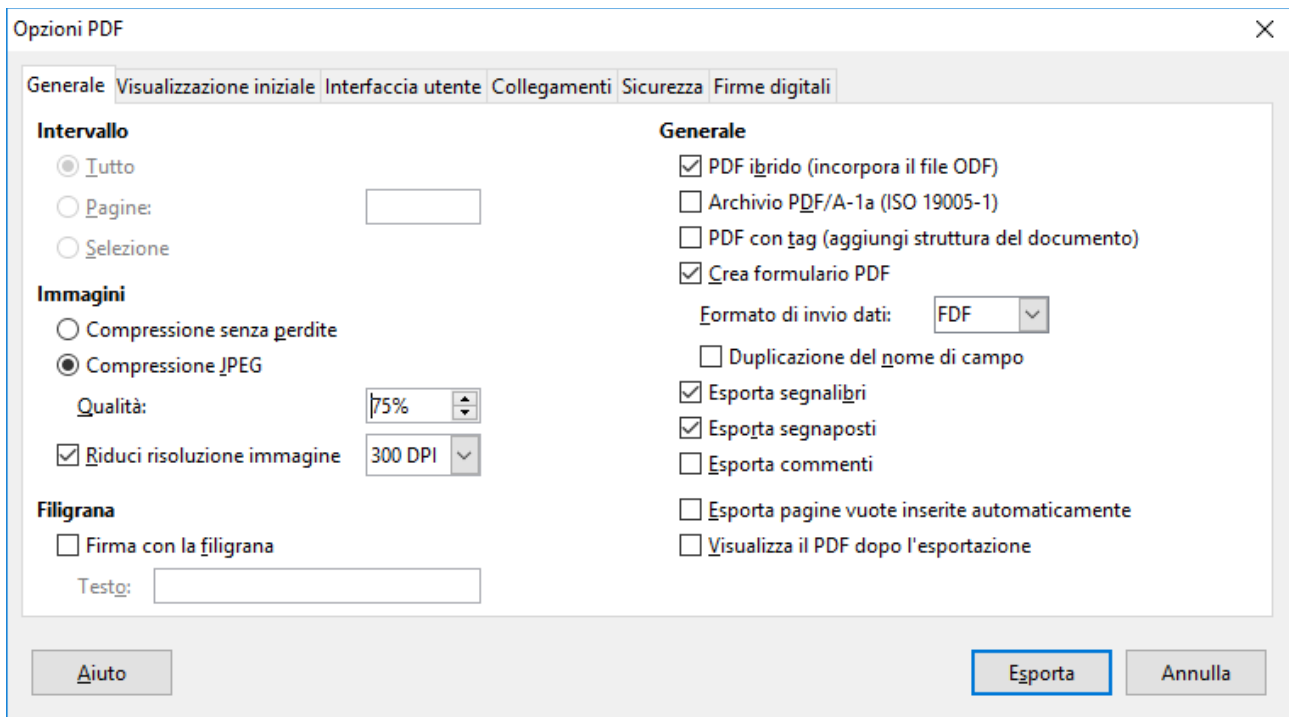 Opzioni PDF
Generale Visualizzazione iniziale Interfaccia utente Collegamenti Sicurezza Firme digitali
Intervallo
Tutto
Pagine:
Selezione
Immagini
Compressione senza perdite
Compressione JPEG
Qualità: 75%
Riduci risoluzione immagine 300 DPI
Filigrana
Firma con la filigrana
Testo:
Generale
PDF ibrido (incorpora il file ODF)
Archivio PDF/A-1a (ISO 19005-1)
PDF con tag (aggiungi struttura del documento)
Crea formulario PDF
Formato di invio dati: FDF
Duplicazione del nome di campo
Esporta segnalibri
Esporta segnaposti
Esporta commenti
Esporta pagine vuote inserite automaticamente
Visualizza il PDF dopo l'esportazione
Aiuto Esporta Annulla